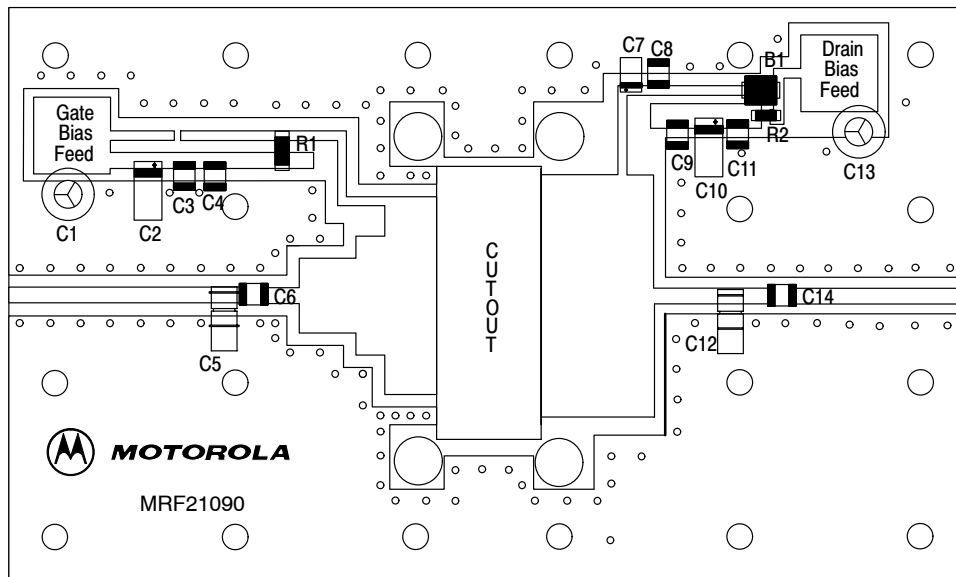 C7 C8
B1
Drain
Bias
Feed
Gate
Bias
Feed
R1
R2
C9
C10
C11
C13
C1
C2
C3
C4
CUTOUT
C6
C5
C14
C12
MOTOROLA
MRF21090